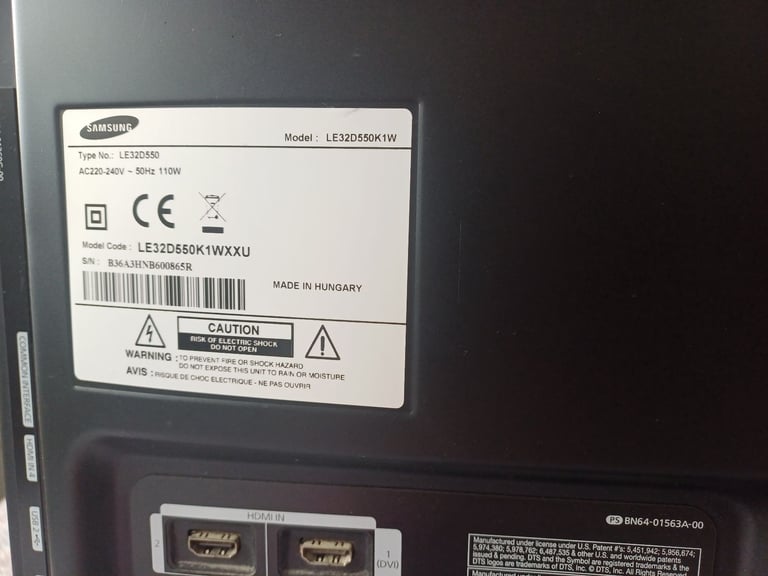 SAMSUNG
Model : LE32D550K1W
Type No.: LE32D550
AC220-240V ~ 50Hz 110W
CE
Model Code : LE32D550K1WXXU
S/N : B36A3HNB600865R
MADE IN HUNGARY
CAUTION
RISK OF ELECTRIC SHOCK
DO NOT OPEN
WARNING : TO PREVENT FIRE OR SHOCK HAZARD
DO NOT EXPOSE THIS UNIT TO RAIN OR MOISTURE
AVIS : RISQUE DE CHOC ELECTRIQUE - NE PAS OUVRIR
COMMON INTERFACE
HDMI IN 4
USB 2
HDMI IN
2
1
(DVI)
PS BN64-01563A-00
Manufactured under license under U.S. Patent #'s: 5,451,942; 5,956,674;
5,974,380; 5,978,762; 6,487,535 & other U.S. and worldwide patents
issued & pending. DTS and the Symbol are registered trademarks & the
DTS logos are trademarks of DTS, Inc. © DTS, Inc. All Rights Reserved